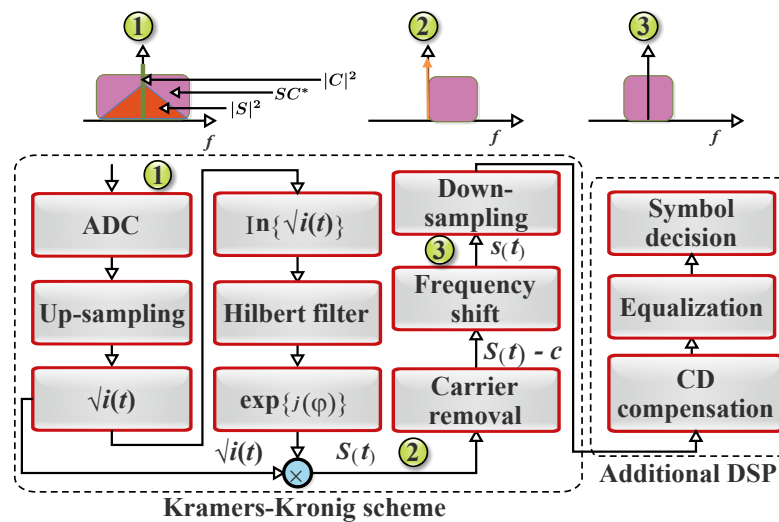 1
2
3
|C|²
SC*
|S|²
f
f
f
1
ADC
Up-sampling
√i(t)
In{√i(t)}
Hilbert filter
exp{j(φ)}
√i(t)
×
S(t)
2
Carrier
removal
S(t) - c
Frequency
shift
3
s(t)
Down-
sampling
Kramers-Kronig scheme
Symbol
decision
Equalization
CD
compensation
Additional DSP